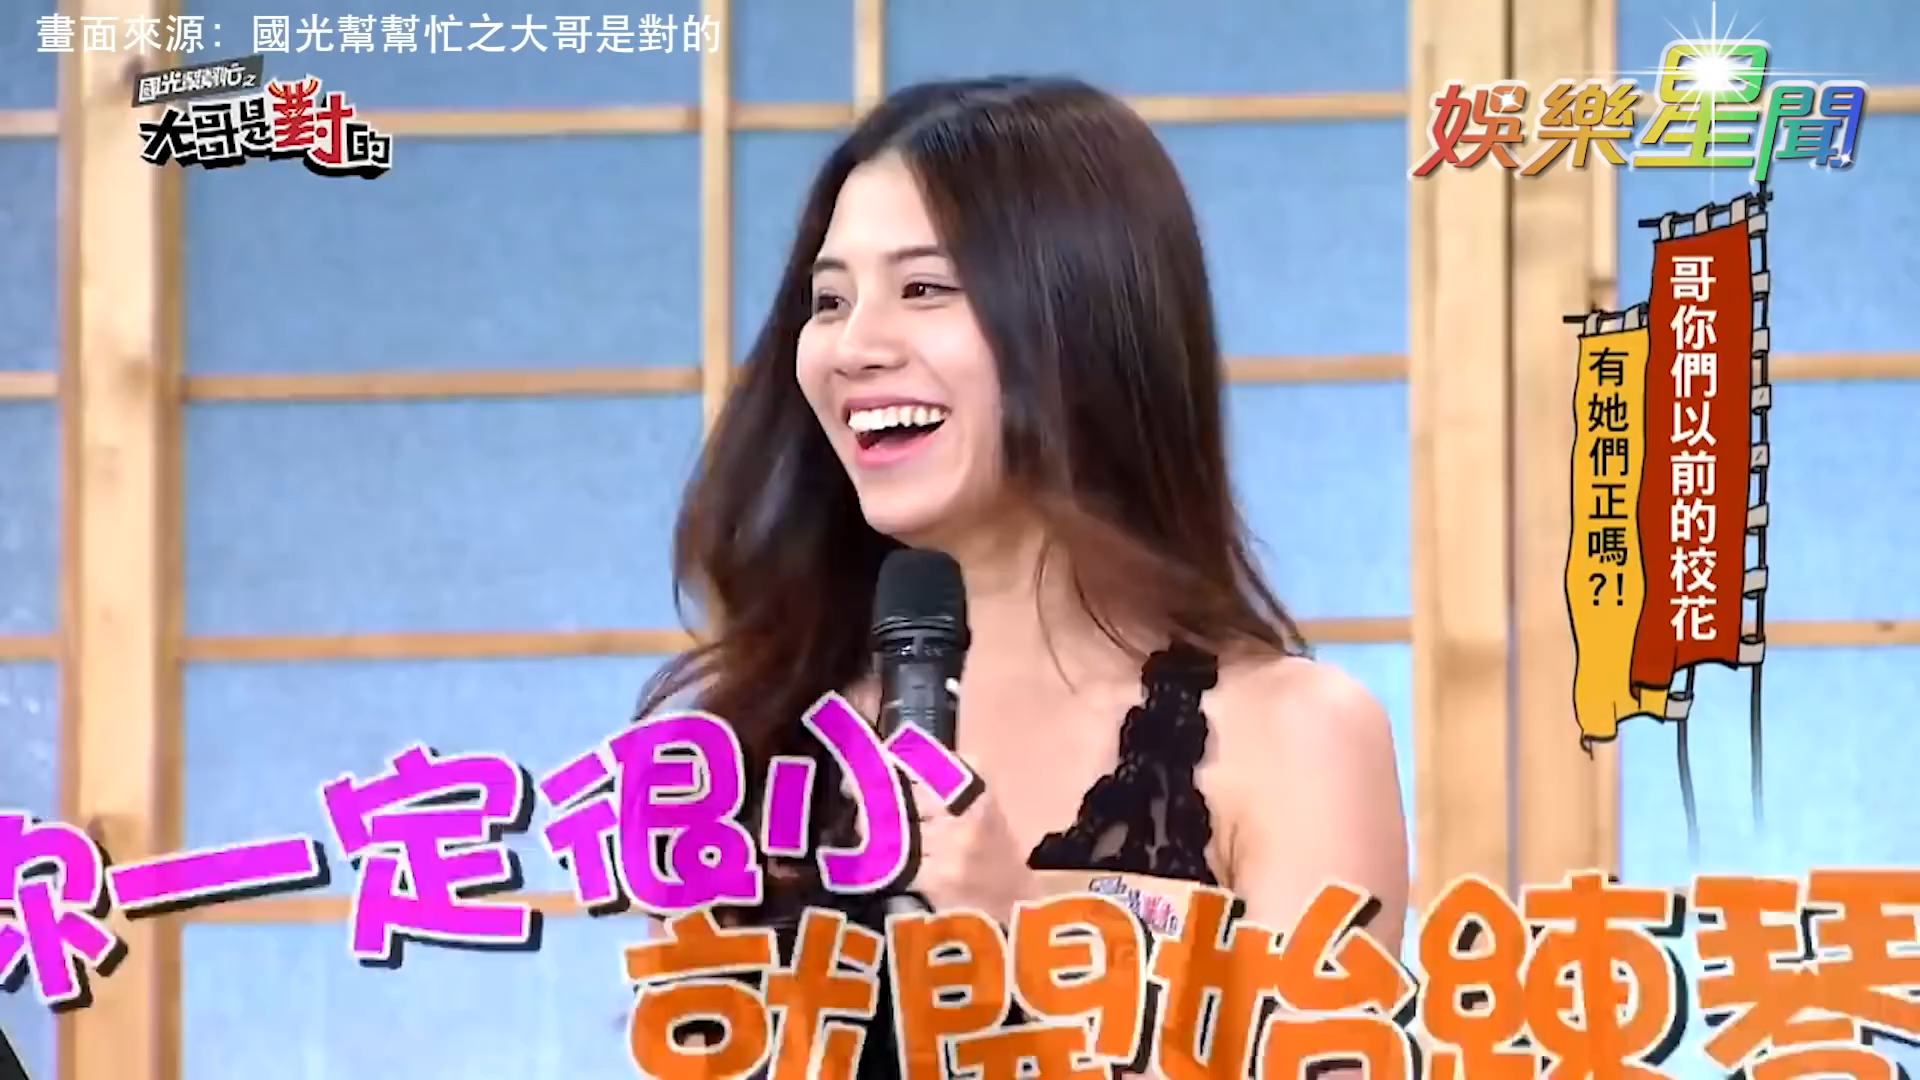 畫面來源：國光幫幫忙之大哥是對的
國光幫幫忙之
大哥是對的
娛樂星聞
哥你們以前的校花
有她們正嗎?!
你一定很小
就開始練琴